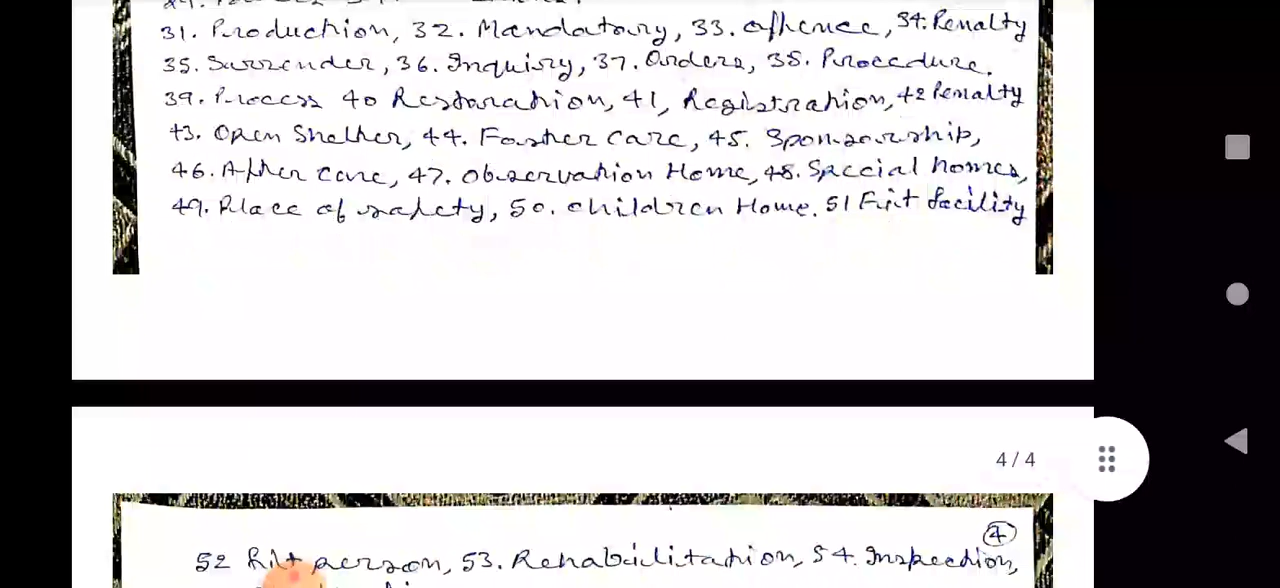 31. Production, 32. Mandatory, 33. offence, 34. Penalty
35. Surrender, 36. Inquiry, 37. Orders, 38. Procedure.
39. Process 40 Restoration, 41, Registration, 42 Penalty
43. Open Shelter, 44. Foster Care, 45. Sponsorship,
46. After care, 47. Observation Home, 48. Special homes,
49. Place of safety, 50. Children Home. 51 Fit facility
4 / 4
4
52 fit person, 53. Rehabilitation, 54. Inspection,